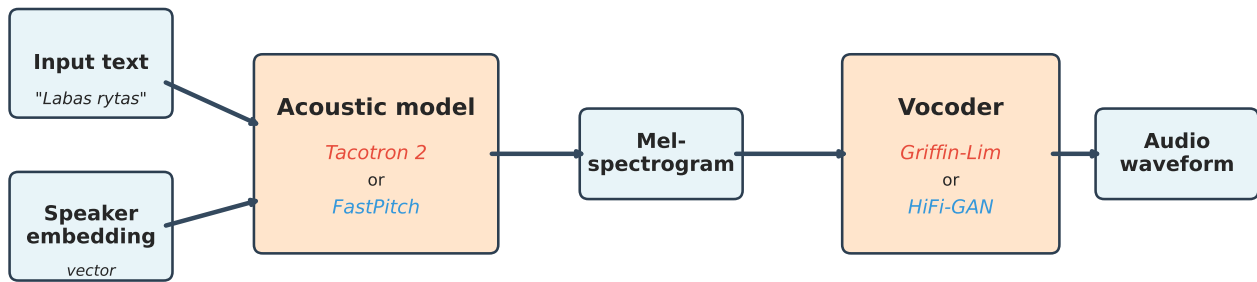 Input text
"Labas rytas"
Speaker
embedding
vector
Acoustic model
Tacotron 2
or
FastPitch
Mel-
spectrogram
Vocoder
Griffin-Lim
or
HiFi-GAN
Audio
waveform